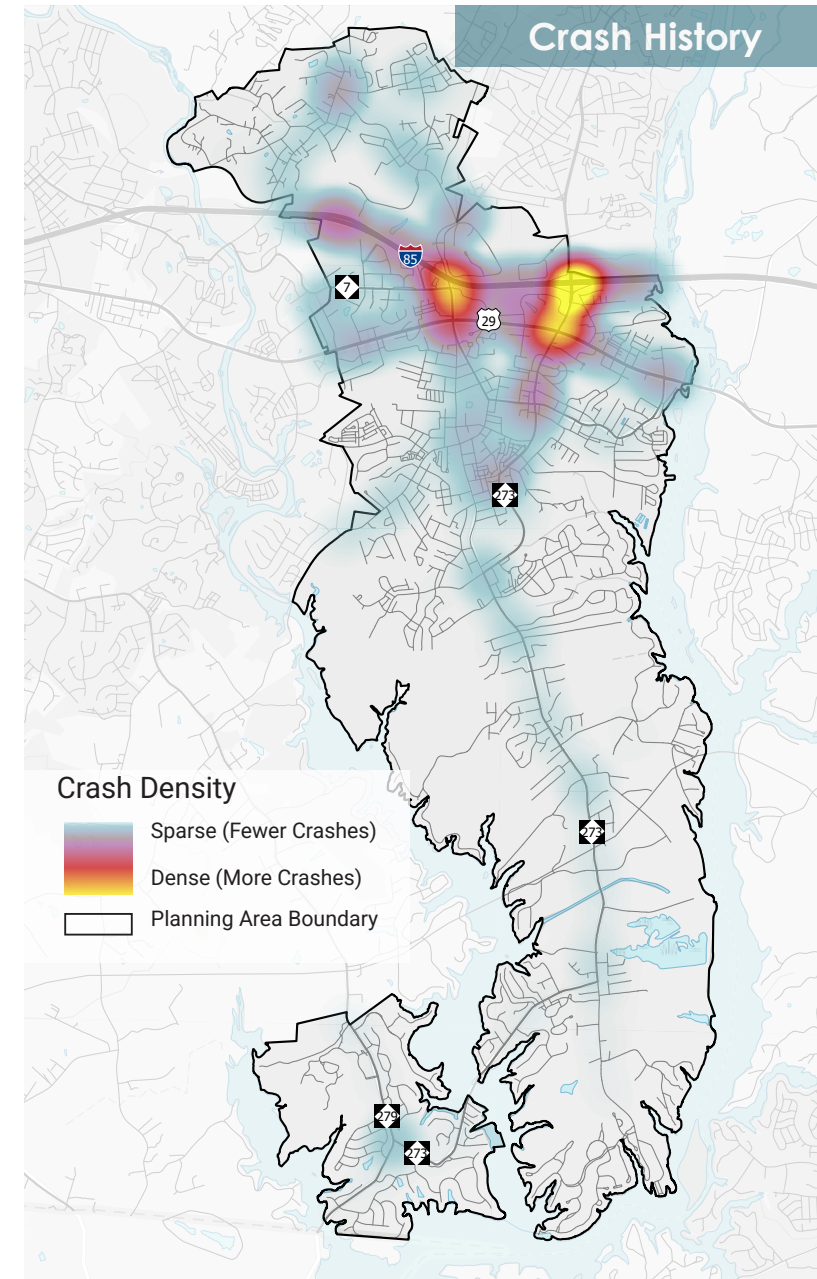 Crash History
85
7
29
273
Crash Density
Sparse (Fewer Crashes)
273
Dense (More Crashes)
Planning Area Boundary
279
273